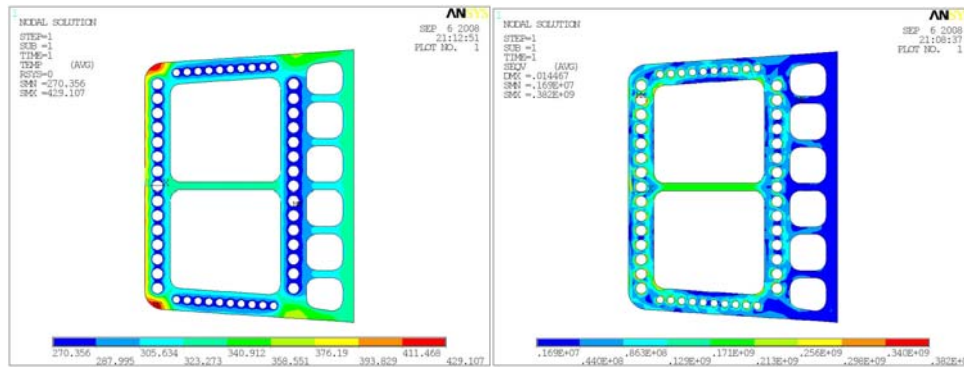 1
NODAL SOLUTION
STEP=1
SUB =1
TIME=1
TEMP (AVG)
RSYS=0
SMN =270.356
SMX =429.107
ANSYS
SEP 6 2008
21:12:51
PLOT NO. 1
270.356 305.634 340.912 376.19 411.468
287.995 323.273 358.551 393.829 429.107
1
NODAL SOLUTION
STEP=1
SUB =1
TIME=1
SEQV (AVG)
DMX =.014467
SMN =.169E+07
SMX =.382E+09
ANSYS
SEP 6 2008
21:08:37
PLOT NO. 1
.169E+07 .863E+08 .171E+09 .256E+09 .340E+09
.440E+08 .129E+09 .213E+09 .298E+09